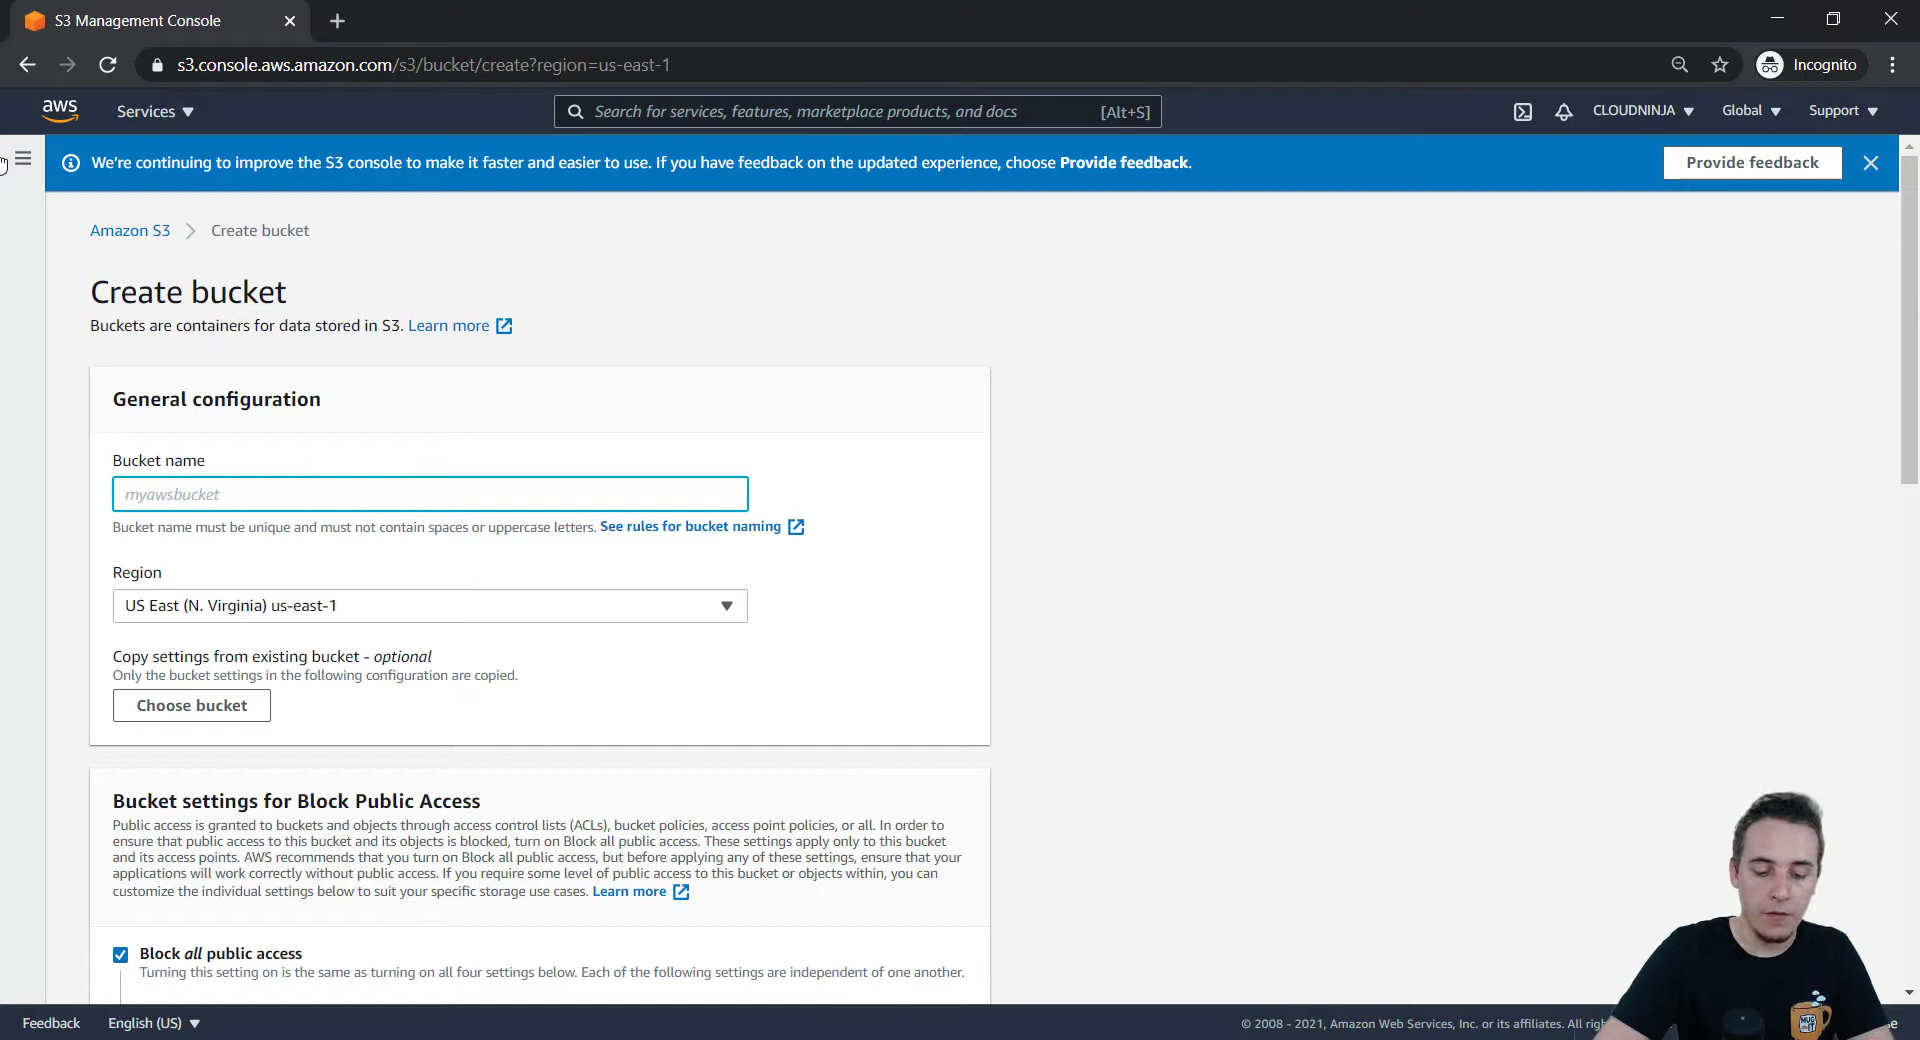 S3 Management Console
s3.console.aws.amazon.com/s3/bucket/create?region=us-east-1
Incognito
aws
Services
Search for services, features, marketplace products, and docs
[Alt+S]
CLOUDNINJA
Global
Support
We're continuing to improve the S3 console to make it faster and easier to use. If you have feedback on the updated experience, choose Provide feedback.
Provide feedback
Amazon S3
Create bucket
Create bucket
Buckets are containers for data stored in S3. Learn more
General configuration
Bucket name
myawsbucket
Bucket name must be unique and must not contain spaces or uppercase letters. See rules for bucket naming
Region
US East (N. Virginia) us-east-1
Copy settings from existing bucket - optional
Only the bucket settings in the following configuration are copied.
Choose bucket
Bucket settings for Block Public Access
Public access is granted to buckets and objects through access control lists (ACLs), bucket policies, access point policies, or all. In order to
ensure that public access to this bucket and its objects is blocked, turn on Block all public access. These settings apply only to this bucket
and its access points. AWS recommends that you turn on Block all public access, but before applying any of these settings, ensure that your
applications will work correctly without public access. If you require some level of public access to this bucket or objects within, you can
customize the individual settings below to suit your specific storage use cases. Learn more
Block all public access
Turning this setting on is the same as turning on all four settings below. Each of the following settings are independent of one another.
Feedback
English (US)
© 2008 - 2021, Amazon Web Services, Inc. or its affiliates. All
MUG